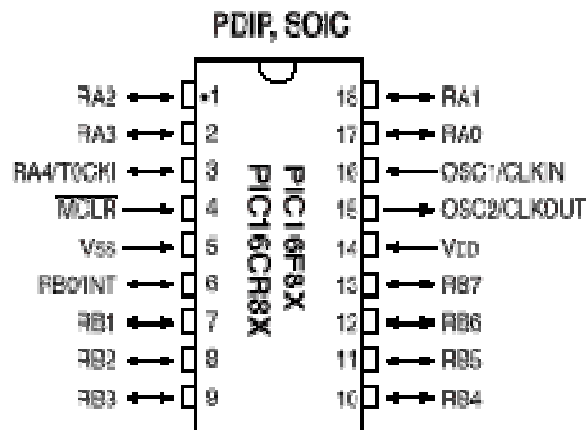 PDIP, SOIC
RA2 •1 18 RA1
RA3 2 17 RA0
RA4/T0CKI 3 16 OSC1/CLKIN
MCLR 4 15 OSC2/CLKOUT
VSS 5 14 VDD
RB0/INT 6 13 RB7
RB1 7 12 RB6
RB2 8 11 RB5
RB3 9 10 RB4
PIC16F8X
PIC16CR8X